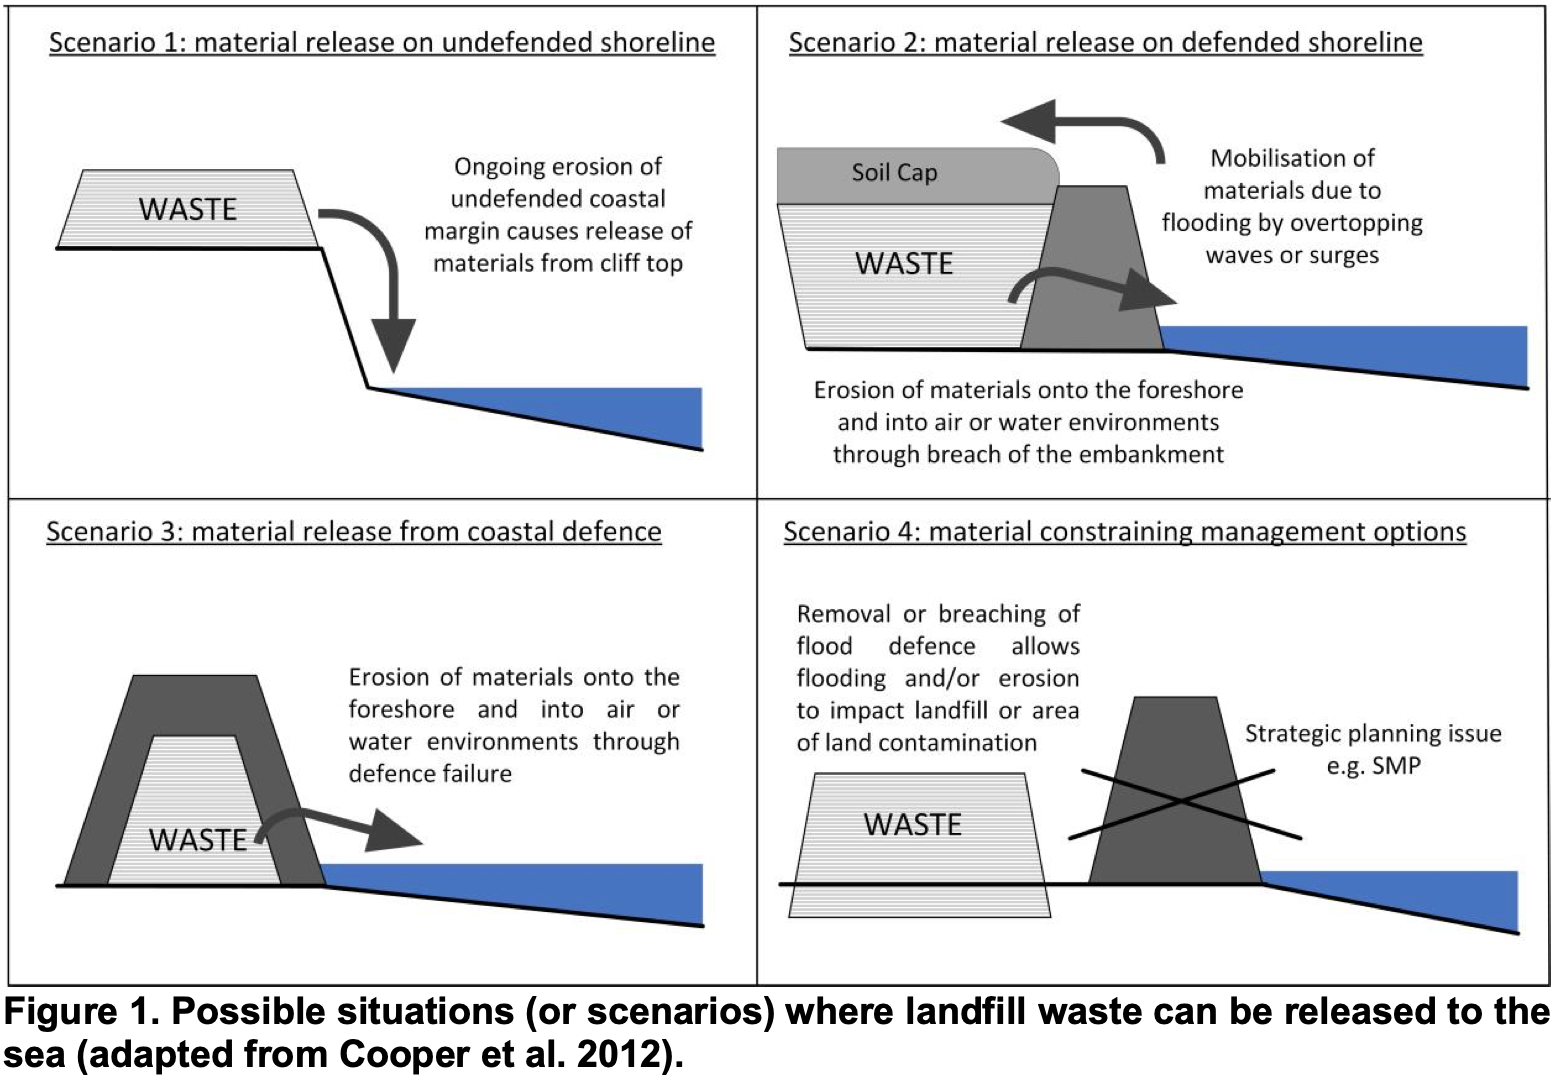 Scenario 1: material release on undefended shoreline
WASTE
Ongoing erosion of
undefended coastal
margin causes release of
materials from cliff top
Scenario 2: material release on defended shoreline
Soil Cap
WASTE
Mobilisation of
materials due to
flooding by overtopping
waves or surges
Erosion of materials onto the foreshore
and into air or water environments
through breach of the embankment
Scenario 3: material release from coastal defence
Erosion of materials onto the
foreshore and into air or
water environments through
defence failure
WASTE
Scenario 4: material constraining management options
Removal or breaching of
flood defence allows
flooding and/or erosion
to impact landfill or area
of land contamination
WASTE
Strategic planning issue
e.g. SMP
Figure 1. Possible situations (or scenarios) where landfill waste can be released to the
sea (adapted from Cooper et al. 2012).